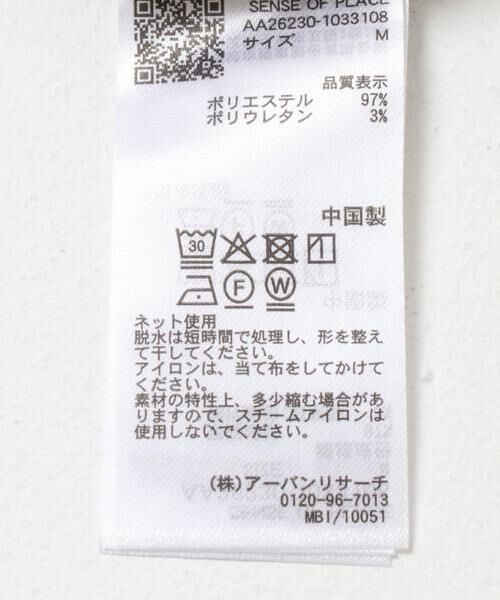 SENSE OF PLACE
AA26230-1033108
サイズ M
品質表示
ポリエステル 97%
ポリウレタン 3%
中国製
30
F W
ネット使用
脱水は短時間で処理し、形を整え
て干してください。
アイロンは、当て布をしてかけて
ください。
素材の特性上、多少縮む場合があ
りますので、スチームアイロンは
使用しないでください。
(株)アーバンリサーチ
0120-96-7013
MBI/10051